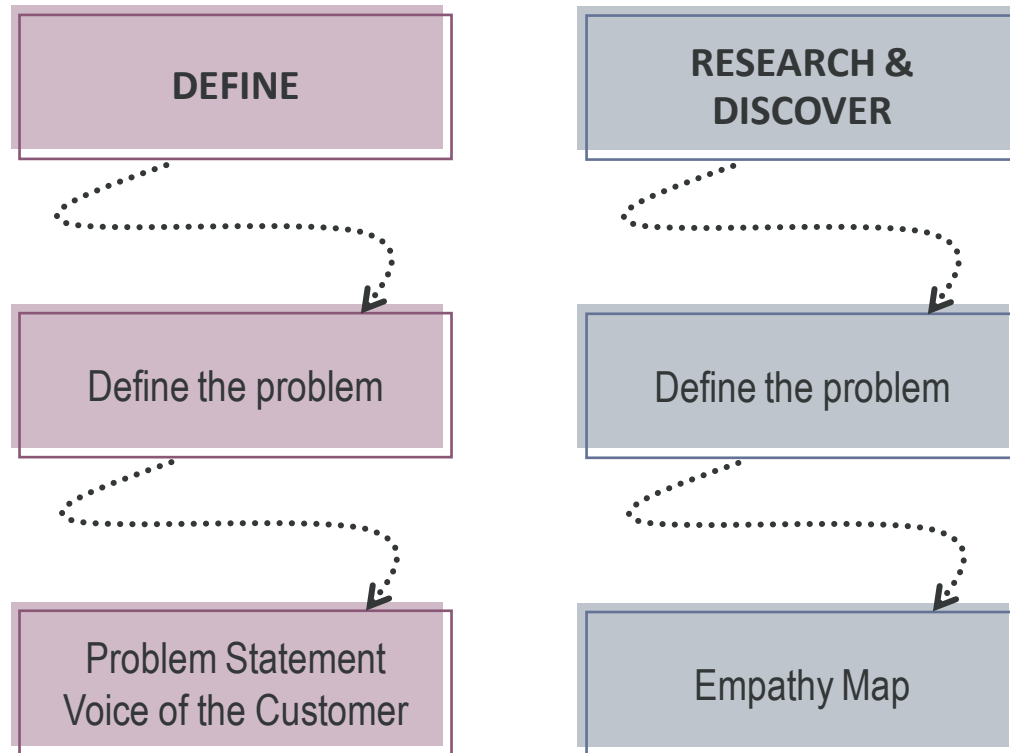 DEFINE
RESEARCH &
DISCOVER
Define the problem
Define the problem
Problem Statement
Voice of the Customer
Empathy Map